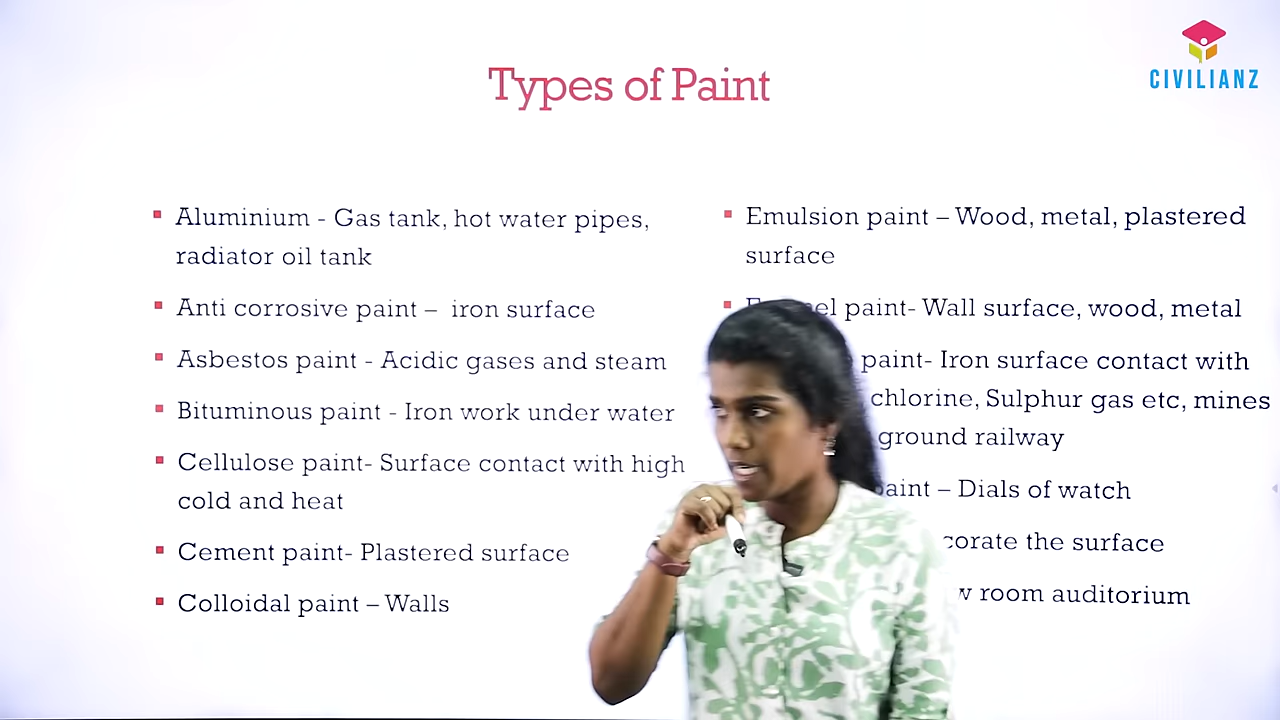 CIVILIANZ
Types of Paint
Aluminium - Gas tank, hot water pipes,
radiator oil tank
Anti corrosive paint – iron surface
Asbestos paint - Acidic gases and steam
Bituminous paint - Iron work under water
Cellulose paint- Surface contact with high
cold and heat
Cement paint- Plastered surface
Colloidal paint – Walls
Emulsion paint – Wood, metal, plastered
surface
paint- Wall surface, wood, metal
paint- Iron surface contact with
chlorine, Sulphur gas etc, mines
ground railway
paint – Dials of watch
the surface
room auditorium